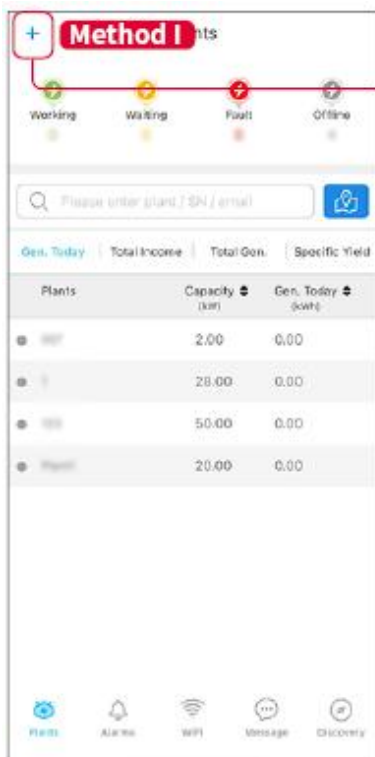 + Method I nts
Working Waiting Fault Offline
Please enter plant / SN / email
Gen. Today Total Income Total Gen. Specific Yield
Plants Capacity Gen. Today
(kW) (kWh)
2.00 0.00
28.00 0.00
50.00 0.00
20.00 0.00
Plants Alarms WiFi Message Discovery